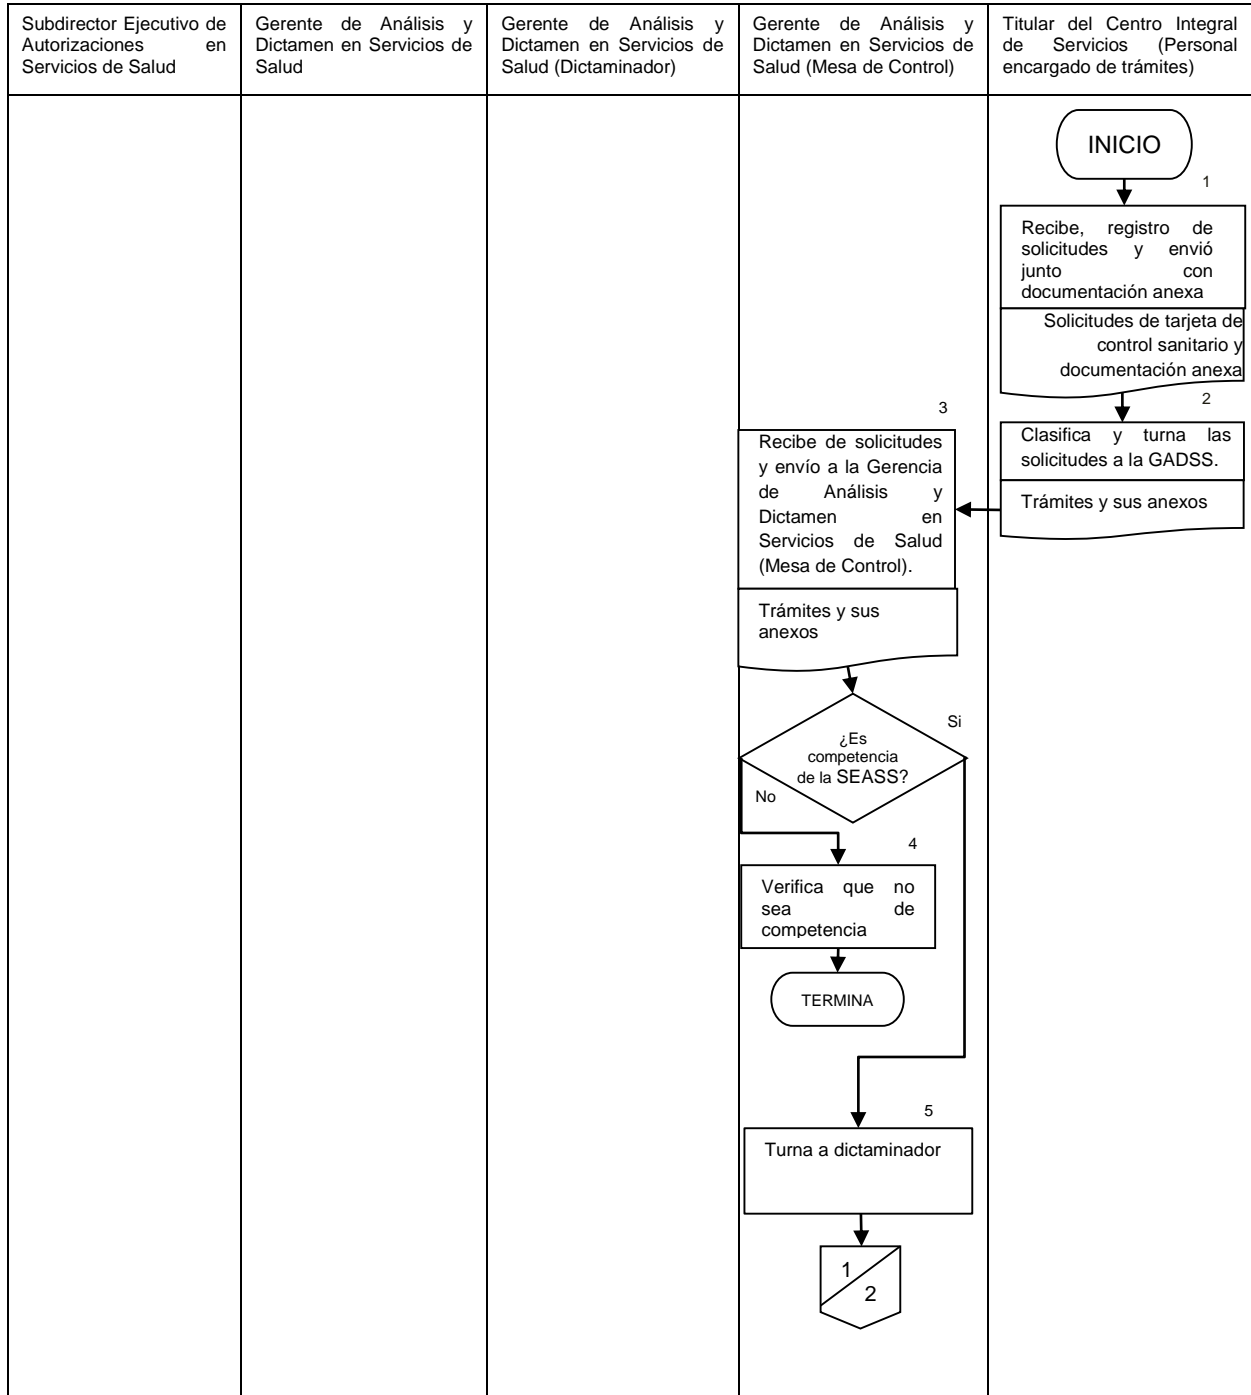 Subdirector Ejecutivo de
Autorizaciones en
Servicios de Salud
Gerente de Análisis y
Dictamen en Servicios de
Salud
Gerente de Análisis y
Dictamen en Servicios de
Salud (Dictaminador)
Gerente de Análisis y
Dictamen en Servicios de
Salud (Mesa de Control)
Titular del Centro Integral
de Servicios (Personal
encargado de trámites)
INICIO
1
Recibe, registro de
solicitudes y envió
junto con
documentación anexa
Solicitudes de tarjeta de
control sanitario y
documentación anexa
2
Clasifica y turna las
solicitudes a la GADSS.
Trámites y sus anexos
3
Recibe de solicitudes
y envío a la Gerencia
de Análisis y
Dictamen en
Servicios de Salud
(Mesa de Control).
Trámites y sus
anexos
¿Es
competencia
de la SEASS?
Si
No
4
Verifica que no
sea de
competencia
TERMINA
5
Turna a dictaminador
1
2